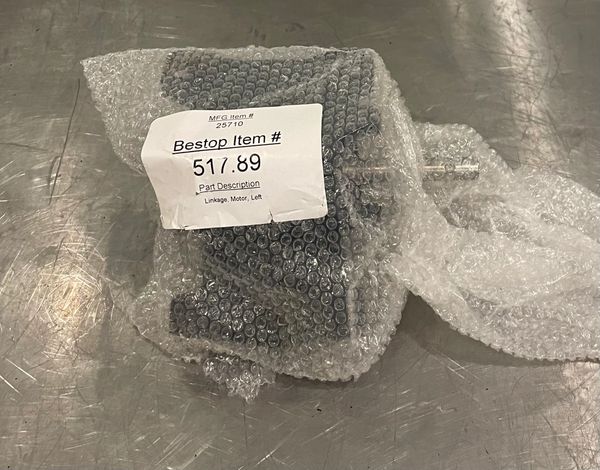 MFG Item #
25710
Bestop Item #
517.89
Part Description
Linkage, Motor, Left